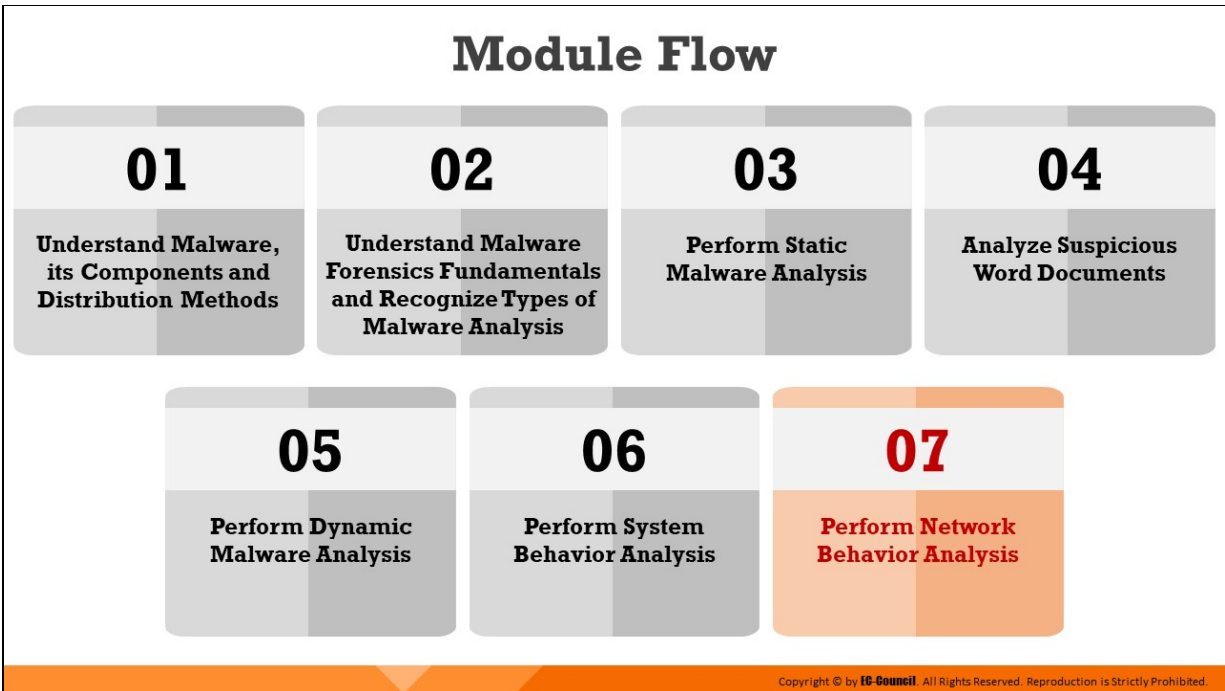 Module Flow
01
Understand Malware,
its Components and
Distribution Methods
02
Understand Malware
Forensics Fundamentals
and Recognize Types of
Malware Analysis
03
Perform Static
Malware Analysis
04
Analyze Suspicious
Word Documents
05
Perform Dynamic
Malware Analysis
06
Perform System
Behavior Analysis
07
Perform Network
Behavior Analysis
Copyright © by EC-Council. All Rights Reserved. Reproduction is Strictly Prohibited.